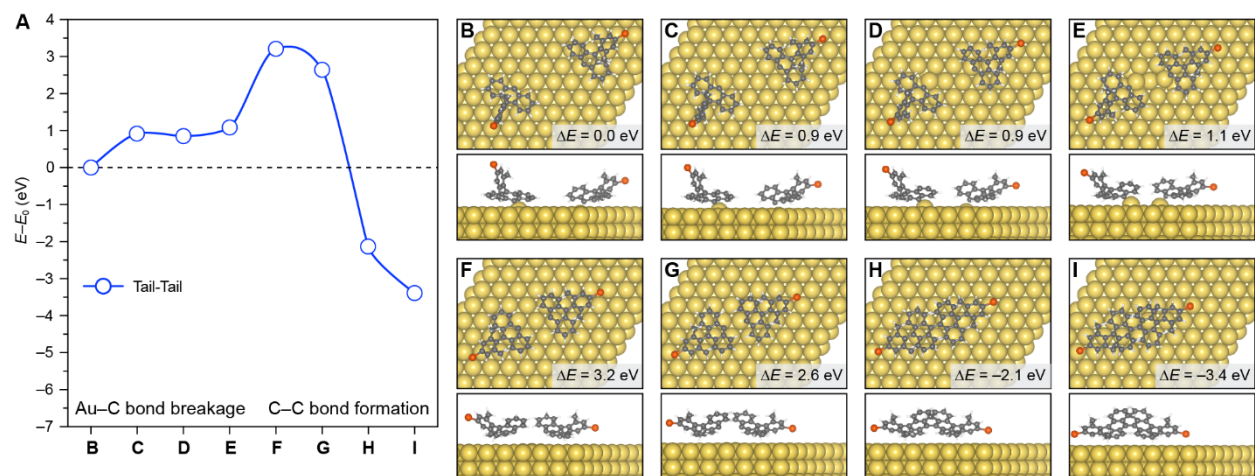 A
4
3
2
1
0
–1
–2
–3
–4
–5
–6
–7
E–E₀ (eV)
Tail-Tail
Au–C bond breakage C–C bond formation
B C D E F G H I
B
ΔE = 0.0 eV
C
ΔE = 0.9 eV
D
ΔE = 0.9 eV
E
ΔE = 1.1 eV
F
ΔE = 3.2 eV
G
ΔE = 2.6 eV
H
ΔE = –2.1 eV
I
ΔE = –3.4 eV